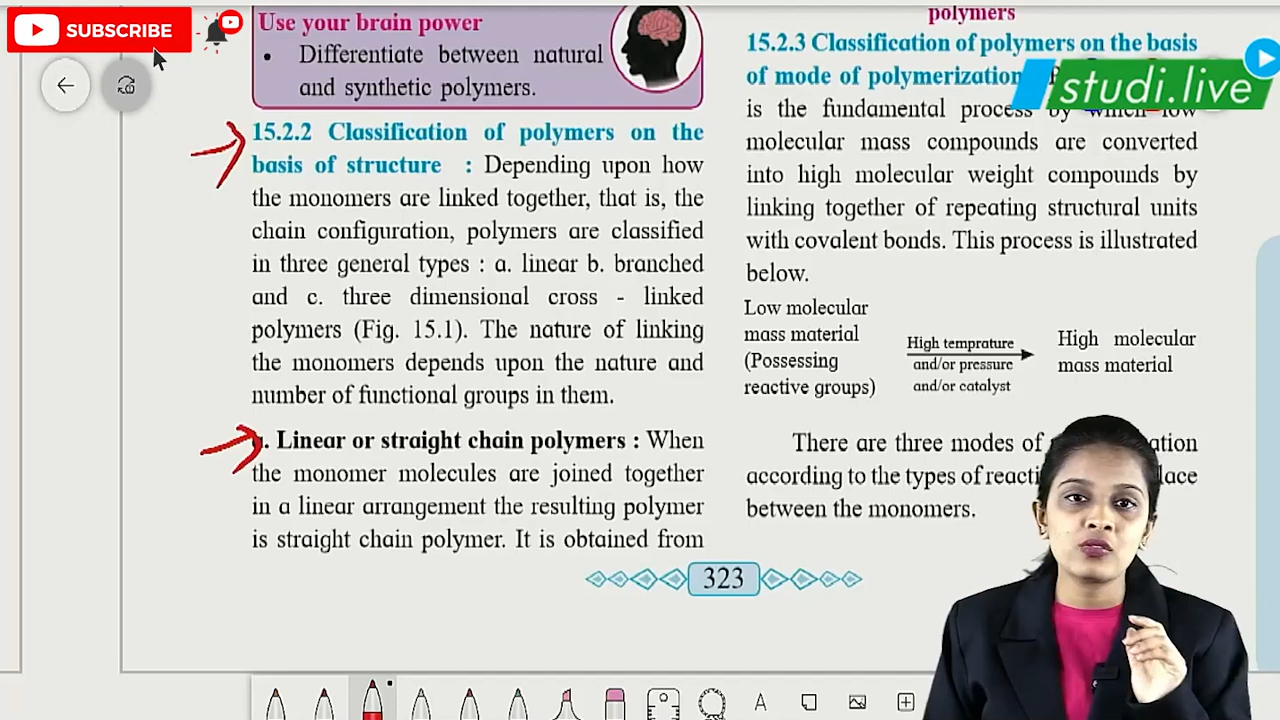 SUBSCRIBE
Use your brain power
• Differentiate between natural
and synthetic polymers.
15.2.2 Classification of polymers on the
basis of structure : Depending upon how
the monomers are linked together, that is, the
chain configuration, polymers are classified
in three general types : a. linear b. branched
and c. three dimensional cross - linked
polymers (Fig. 15.1). The nature of linking
the monomers depends upon the nature and
number of functional groups in them.
a. Linear or straight chain polymers : When
the monomer molecules are joined together
in a linear arrangement the resulting polymer
is straight chain polymer. It is obtained from
polymers
15.2.3 Classification of polymers on the basis
of mode of polymerization
studi.live
is the fundamental process by which low
molecular mass compounds are converted
into high molecular weight compounds by
linking together of repeating structural units
with covalent bonds. This process is illustrated
below.
Low molecular
mass material
(Possessing
reactive groups)
High temprature
and/or pressure
and/or catalyst
High molecular
mass material
There are three modes of
according to the types of
between the monomers.
323
A